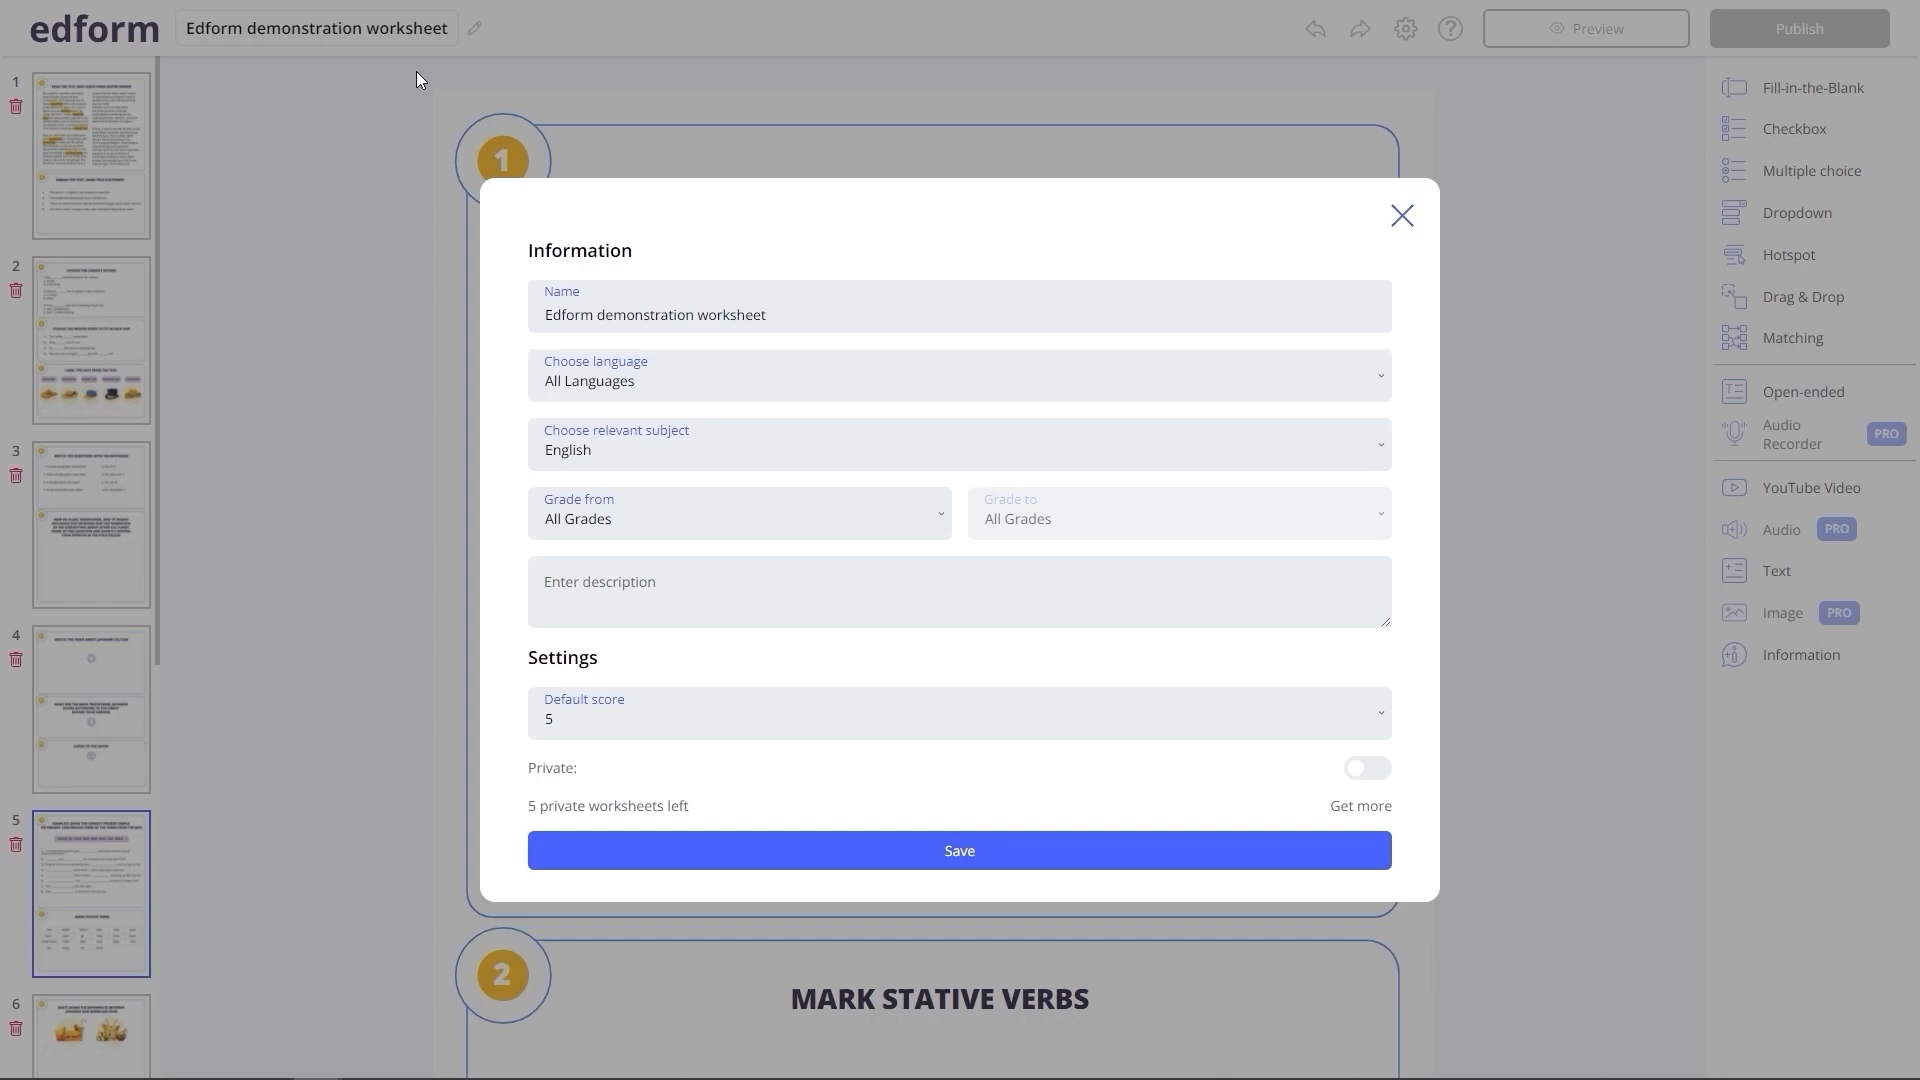 edform
Edform demonstration worksheet
Preview
Publish
1
2
3
4
5
6
1
Information
Name
Edform demonstration worksheet
Choose language
All Languages
Choose relevant subject
English
Grade from
All Grades
Grade to
All Grades
Enter description
Settings
Default score
5
Private:
5 private worksheets left
Get more
Save
2
MARK STATIVE VERBS
Fill-in-the-Blank
Checkbox
Multiple choice
Dropdown
Hotspot
Drag & Drop
Matching
Open-ended
Audio
Recorder
PRO
YouTube Video
Audio PRO
Text
Image PRO
Information